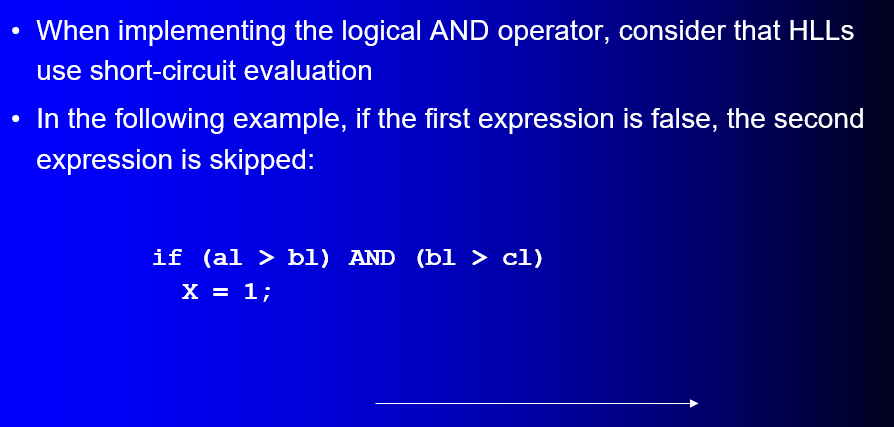 • When implementing the logical AND operator, consider that HLLs
use short-circuit evaluation
• In the following example, if the first expression is false, the second
expression is skipped:
if (al > bl) AND (bl > cl)
X = 1;